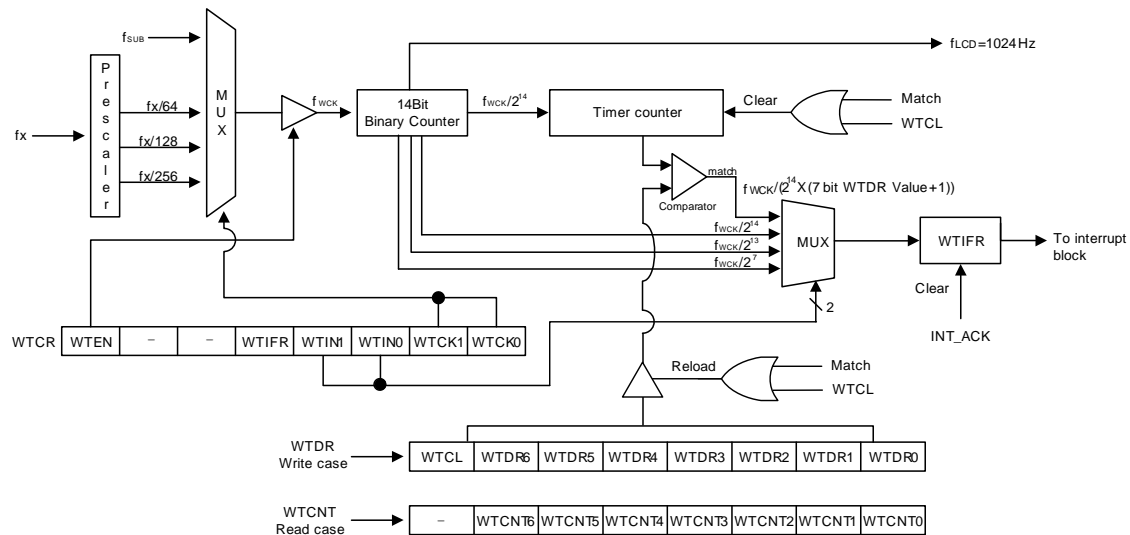 fSUB
fLCD=1024Hz
Prescaler
MUX
fx/64
fx/128
fx/256
fx
fWCK
14Bit
Binary Counter
fWCK/2^14
Timer counter
Clear
Match
WTCL
match
Comparator
fWCK/(2^14X(7 bit WTDR Value+1))
fWCK/2^14
fWCK/2^13
fWCK/2^7
MUX
2
WTIFR
To interrupt
block
Clear
INT_ACK
WTCR WTEN – – WTIFR WTIN1 WTIN0 WTCK1 WTCK0
Reload
Match
WTCL
WTDR
Write case
WTCL WTDR6 WTDR5 WTDR4 WTDR3 WTDR2 WTDR1 WTDR0
WTCNT
Read case
– WTCNT6 WTCNT5 WTCNT4 WTCNT3 WTCNT2 WTCNT1 WTCNT0